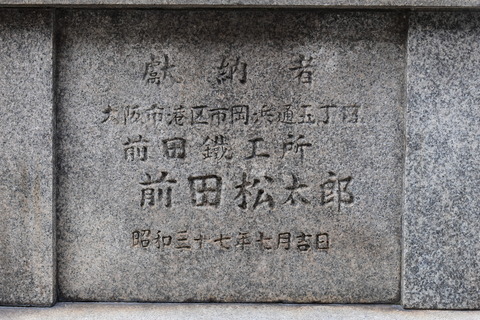 献納者
大阪市港区市岡浜通五丁目
前田鐵工所
前田松太郎
昭和三十七年七月吉日